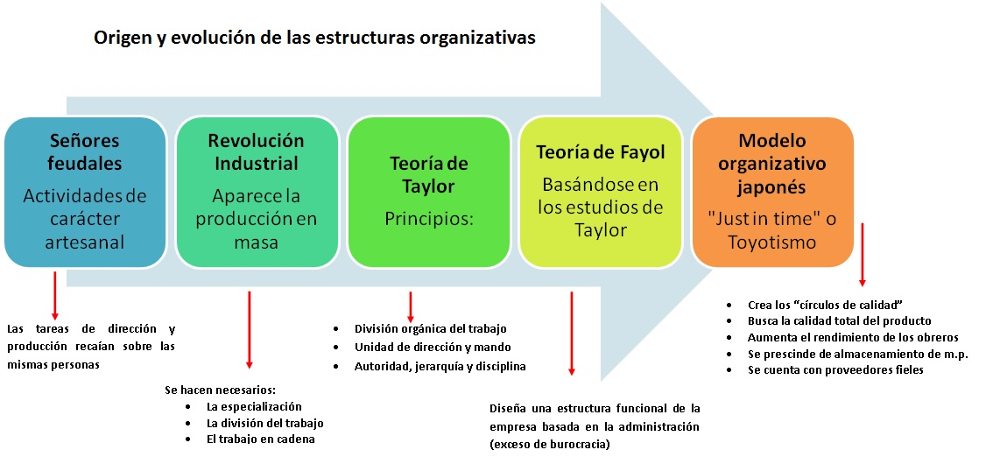 Origen y evolución de las estructuras organizativas
Señores
feudales
Actividades de
carácter
artesanal
Revolución
Industrial
Aparece la
producción en
masa
Teoría de
Taylor
Principios:
Teoría de Fayol
Basándose en
los estudios de
Taylor
Modelo
organizativo
japonés
"Just in time" o
Toyotismo
Las tareas de dirección y
producción recaían sobre las
mismas personas
Se hacen necesarios:
• La especialización
• La división del trabajo
• El trabajo en cadena
• División orgánica del trabajo
• Unidad de dirección y mando
• Autoridad, jerarquía y disciplina
Diseña una estructura funcional de la
empresa basada en la administración
(exceso de burocracia)
• Crea los “círculos de calidad”
• Busca la calidad total del producto
• Aumenta el rendimiento de los obreros
• Se prescinde de almacenamiento de m.p.
• Se cuenta con proveedores fieles